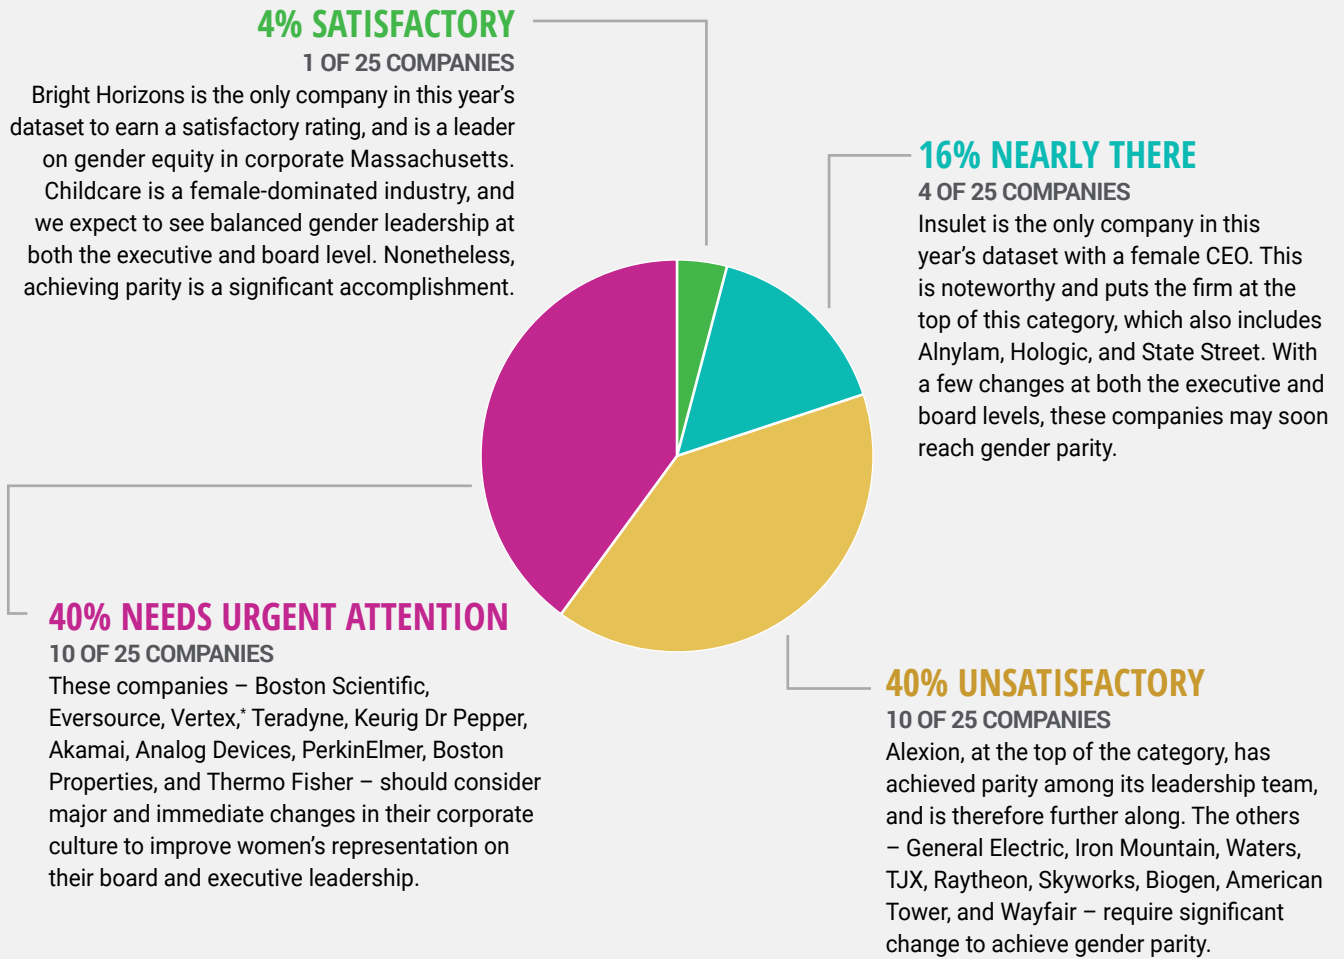 4% SATISFACTORY
1 OF 25 COMPANIES
Bright Horizons is the only company in this year's
dataset to earn a satisfactory rating, and is a leader
on gender equity in corporate Massachusetts.
Childcare is a female-dominated industry, and
we expect to see balanced gender leadership at
both the executive and board level. Nonetheless,
achieving parity is a significant accomplishment.
16% NEARLY THERE
4 OF 25 COMPANIES
Insulet is the only company in this
year's dataset with a female CEO. This
is noteworthy and puts the firm at the
top of this category, which also includes
Alnylam, Hologic, and State Street. With
a few changes at both the executive and
board levels, these companies may soon
reach gender parity.
40% NEEDS URGENT ATTENTION
10 OF 25 COMPANIES
These companies – Boston Scientific,
Eversource, Vertex,* Teradyne, Keurig Dr Pepper,
Akamai, Analog Devices, PerkinElmer, Boston
Properties, and Thermo Fisher – should consider
major and immediate changes in their corporate
culture to improve women's representation on
their board and executive leadership.
40% UNSATISFACTORY
10 OF 25 COMPANIES
Alexion, at the top of the category, has
achieved parity among its leadership team,
and is therefore further along. The others
– General Electric, Iron Mountain, Waters,
TJX, Raytheon, Skyworks, Biogen, American
Tower, and Wayfair – require significant
change to achieve gender parity.